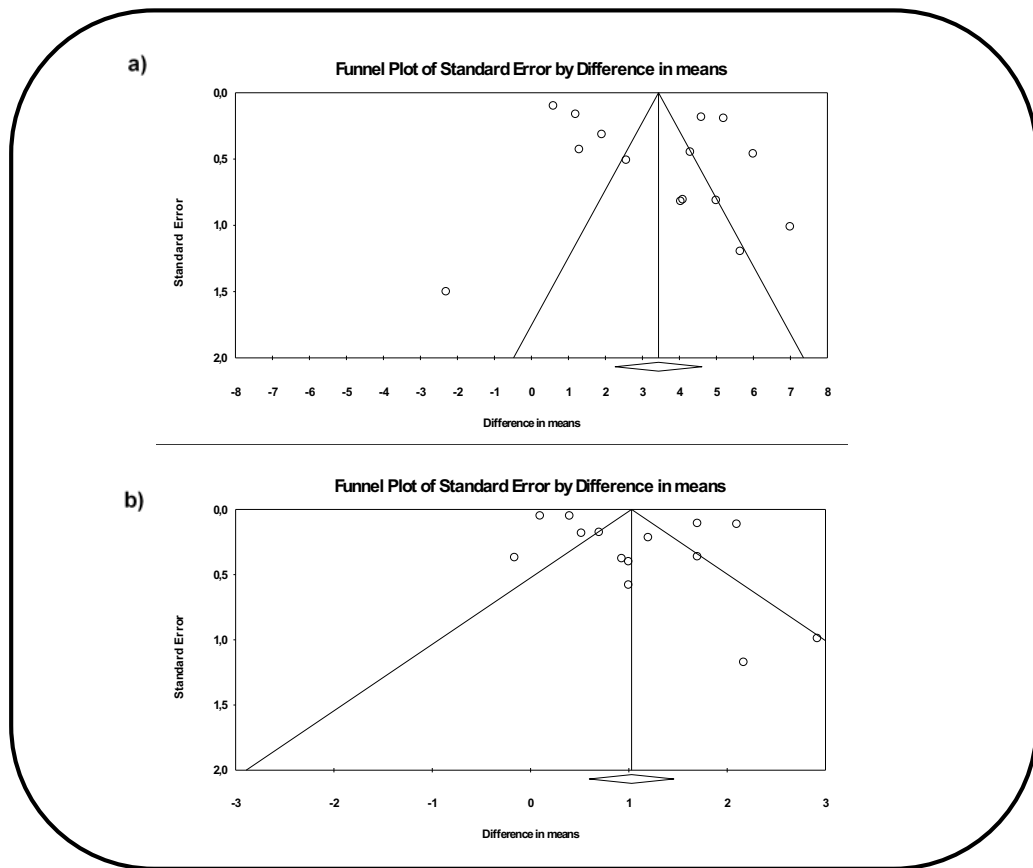 a)
Funnel Plot of Standard Error by Difference in means
0,0
0,5
1,0
1,5
2,0
Standard Error
-8 -7 -6 -5 -4 -3 -2 -1 0 1 2 3 4 5 6 7 8
Difference in means
b)
Funnel Plot of Standard Error by Difference in means
0,0
0,5
1,0
1,5
2,0
Standard Error
-3 -2 -1 0 1 2 3
Difference in means